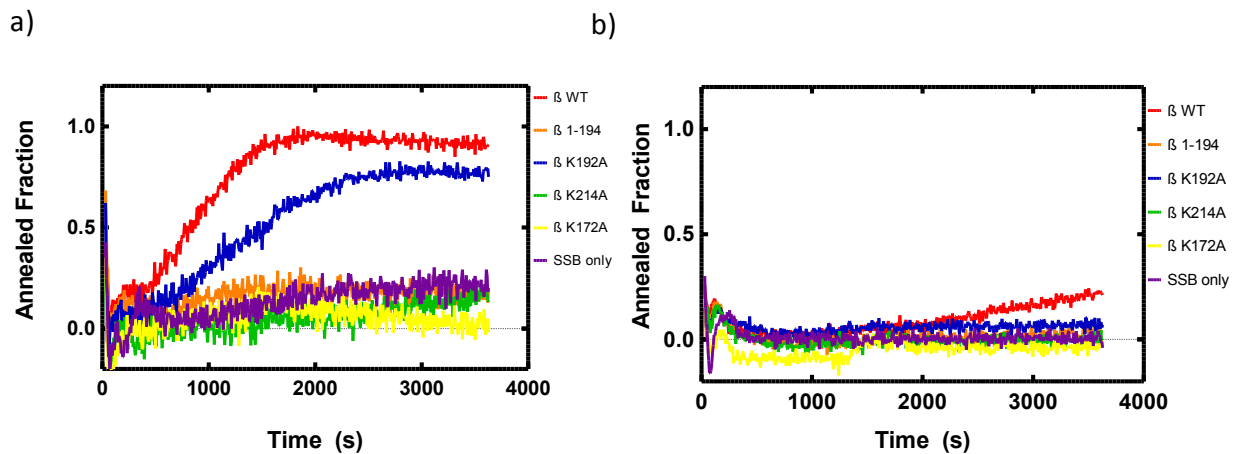 a)
Annealed Fraction
1.0
0.5
0.0
0
1000
2000
3000
4000
Time (s)
ß WT
ß 1-194
ß K192A
ß K214A
ß K172A
SSB only
b)
Annealed Fraction
1.0
0.5
0.0
0
1000
2000
3000
4000
Time (s)
ß WT
ß 1-194
ß K192A
ß K214A
ß K172A
SSB only